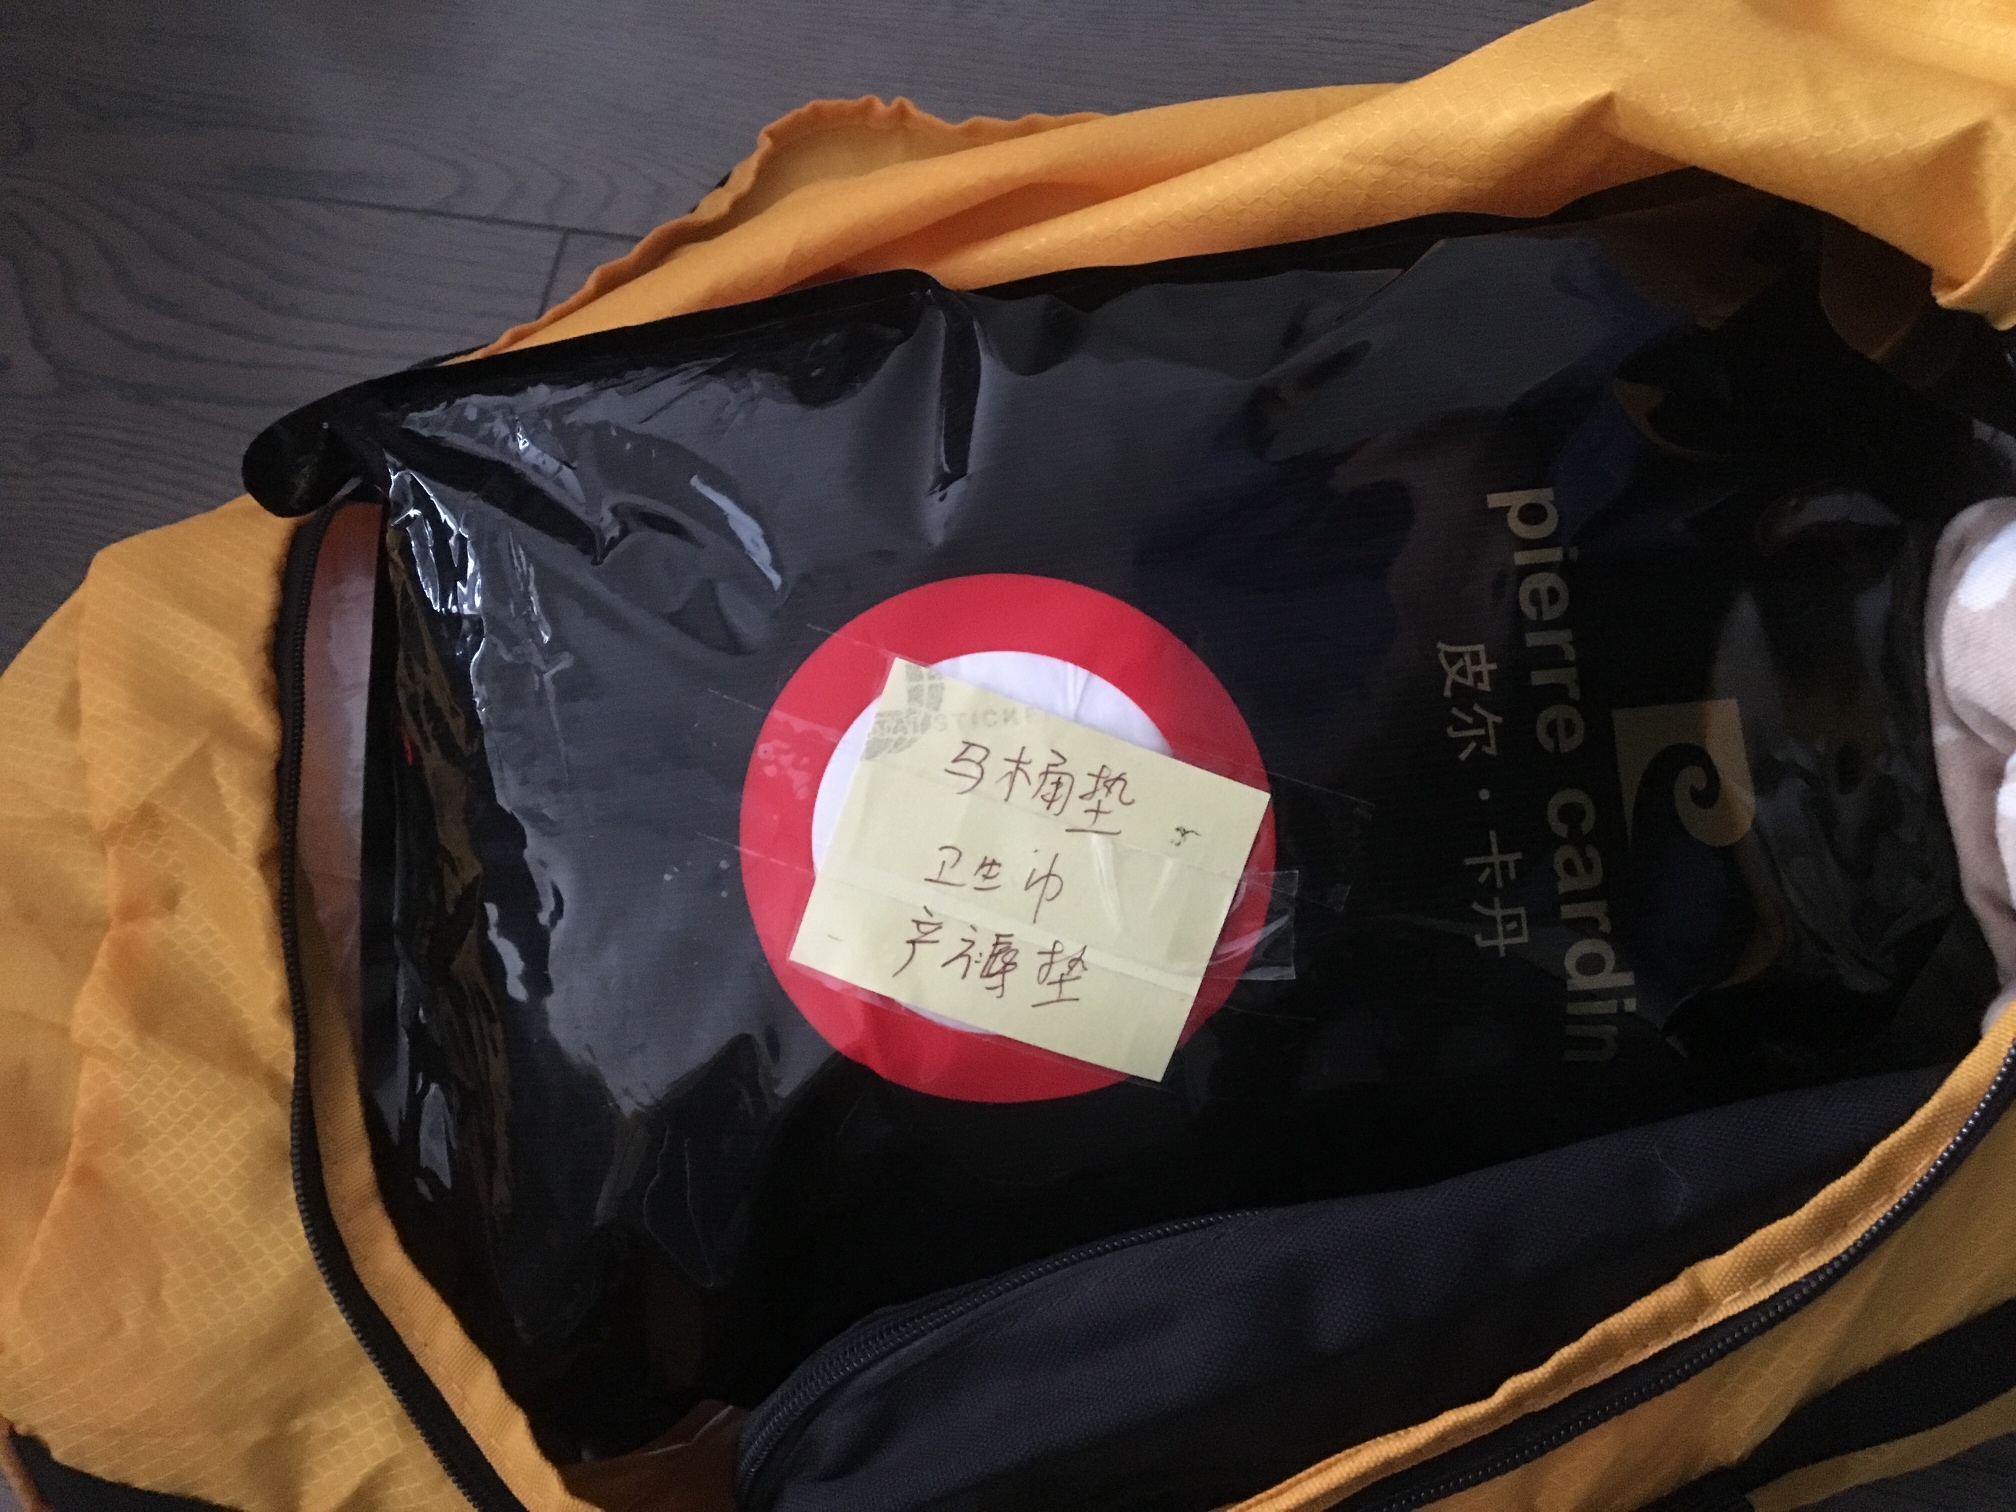 马桶垫
卫生巾
产褥垫
pierre cardin
皮尔·卡丹